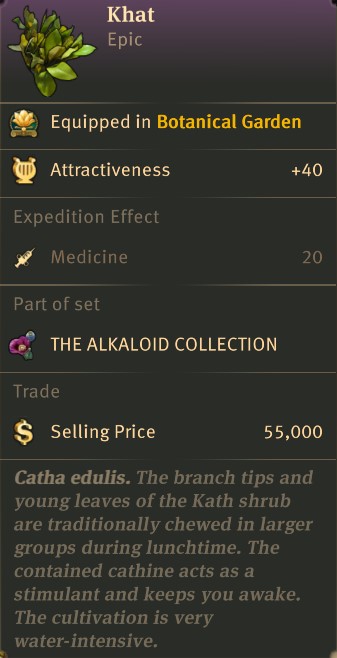 Khat
Epic
Equipped in Botanical Garden
Attractiveness +40
Expedition Effect
Medicine 20
Part of set
THE ALKALOID COLLECTION
Trade
Selling Price 55,000
Catha edulis. The branch tips and
young leaves of the Kath shrub
are traditionally chewed in larger
groups during lunchtime. The
contained cathine acts as a
stimulant and keeps you awake.
The cultivation is very
water-intensive.